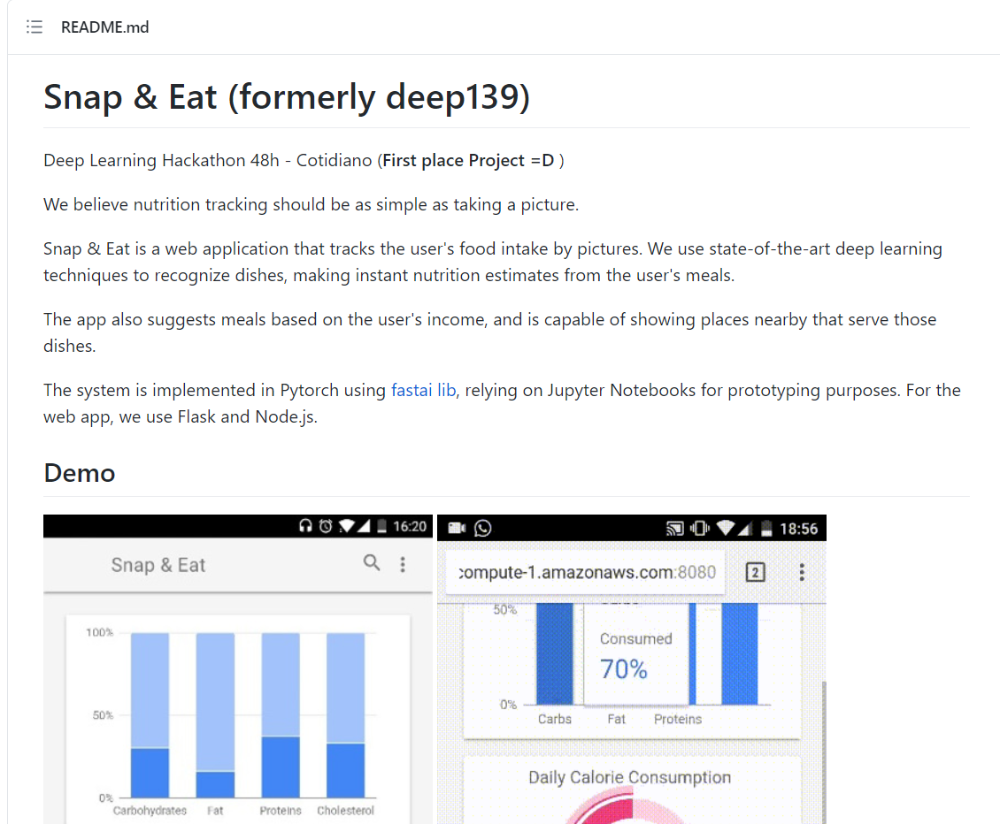 README.md
Snap & Eat (formerly deep139)
Deep Learning Hackathon 48h - Cotidiano (First place Project =D )
We believe nutrition tracking should be as simple as taking a picture.
Snap & Eat is a web application that tracks the user's food intake by pictures. We use state-of-the-art deep learning
techniques to recognize dishes, making instant nutrition estimates from the user's meals.
The app also suggests meals based on the user's income, and is capable of showing places nearby that serve those
dishes.
The system is implemented in Pytorch using fastai lib, relying on Jupyter Notebooks for prototyping purposes. For the
web app, we use Flask and Node.js.
Demo
16:20
Snap & Eat
100%
50%
0%
Carbohydrates Fat Proteins Cholesterol
18:56
compute-1.amazonaws.com:8080 2
50%
Consumed
70%
0%
Carbs Fat Proteins
Daily Calorie Consumption